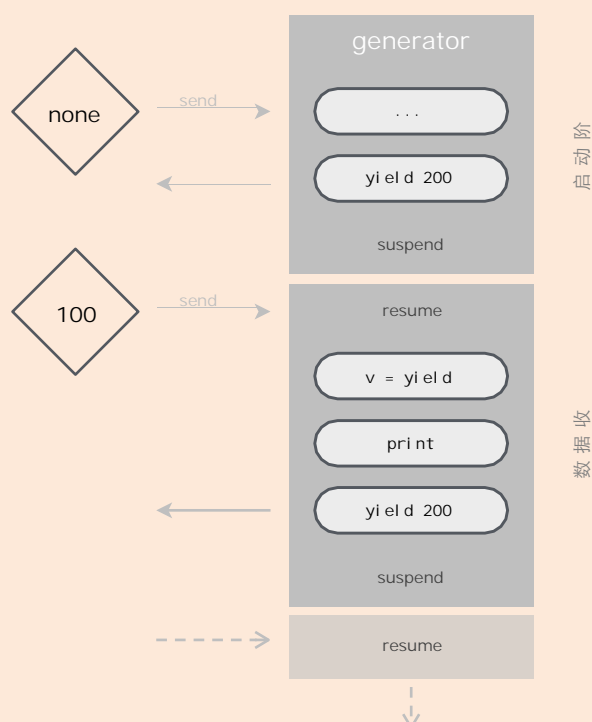 generator
none
send
...
yield 200
suspend
启动阶
100
send
resume
v = yield
print
yield 200
suspend
数据收
resume